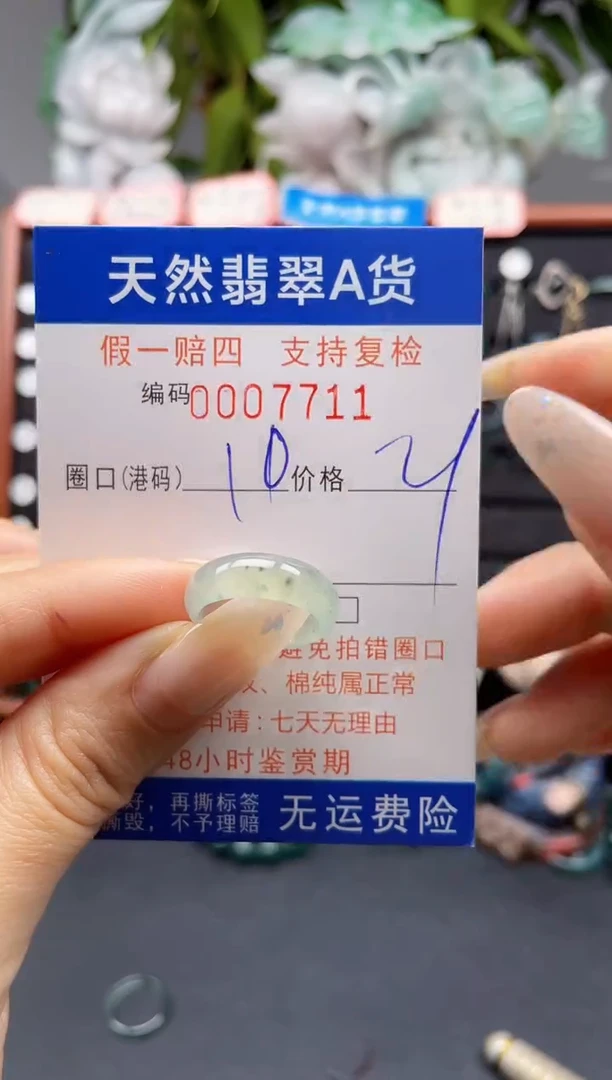 天然翡翠A货
假一赔四 支持复检
编码0007711
圈口(港码) 10 价格
避免拍错圈口
、棉纯属正常
申请:七天无理由
48小时鉴赏期
好,再撕标签
撕毁,不予理赔
无运费险